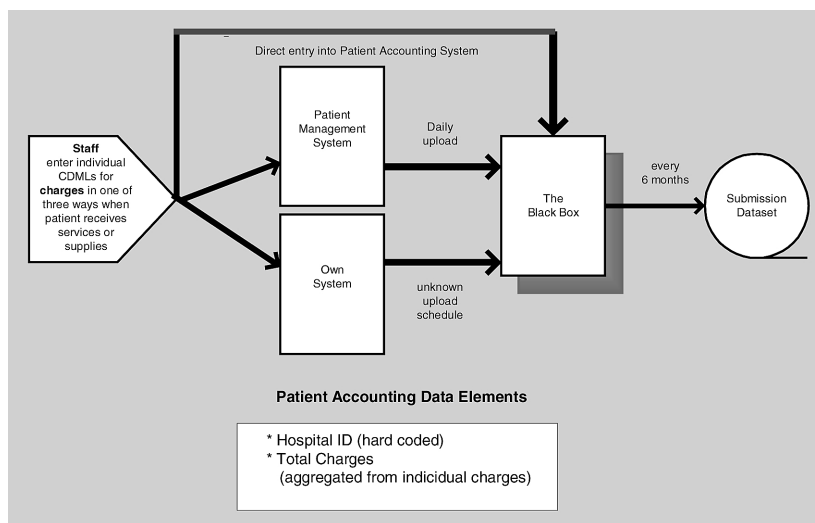 Direct entry into Patient Accounting System
Staff
enter individual
CDMLs for
charges in one of
three ways when
patient receives
services or
supplies
Patient
Management
System
Daily
upload
Own
System
unknown
upload
schedule
The
Black Box
every
6 months
Submission
Dataset
Patient Accounting Data Elements
* Hospital ID (hard coded)
* Total Charges
(aggregated from indicidual charges)